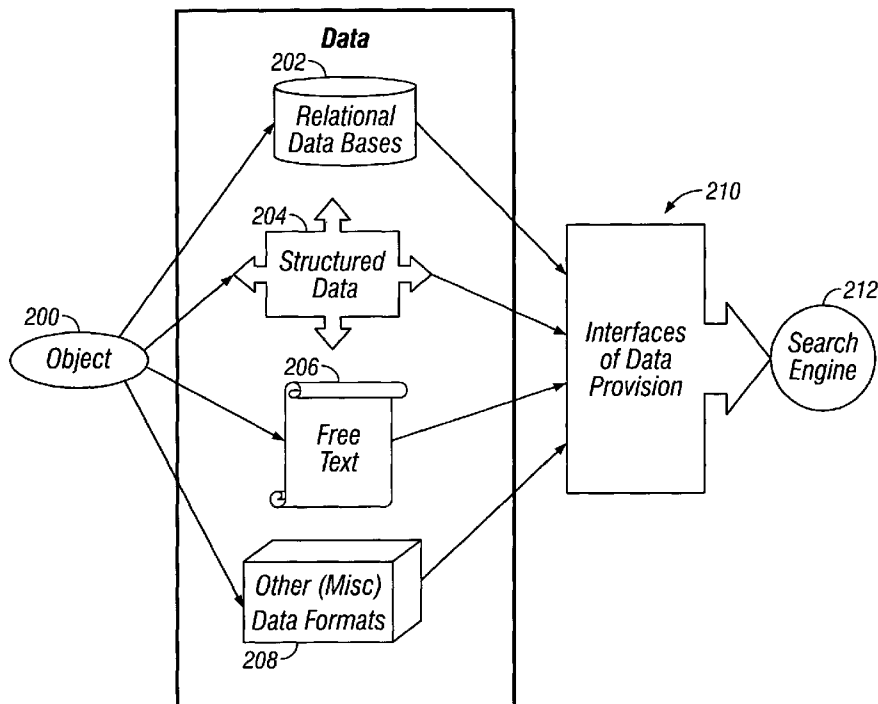 Data
202
Relational
Data Bases
210
204
Structured
Data
200
Object
212
Interfaces
of Data
Provision
Search
Engine
206
Free
Text
Other (Misc)
Data Formats
208